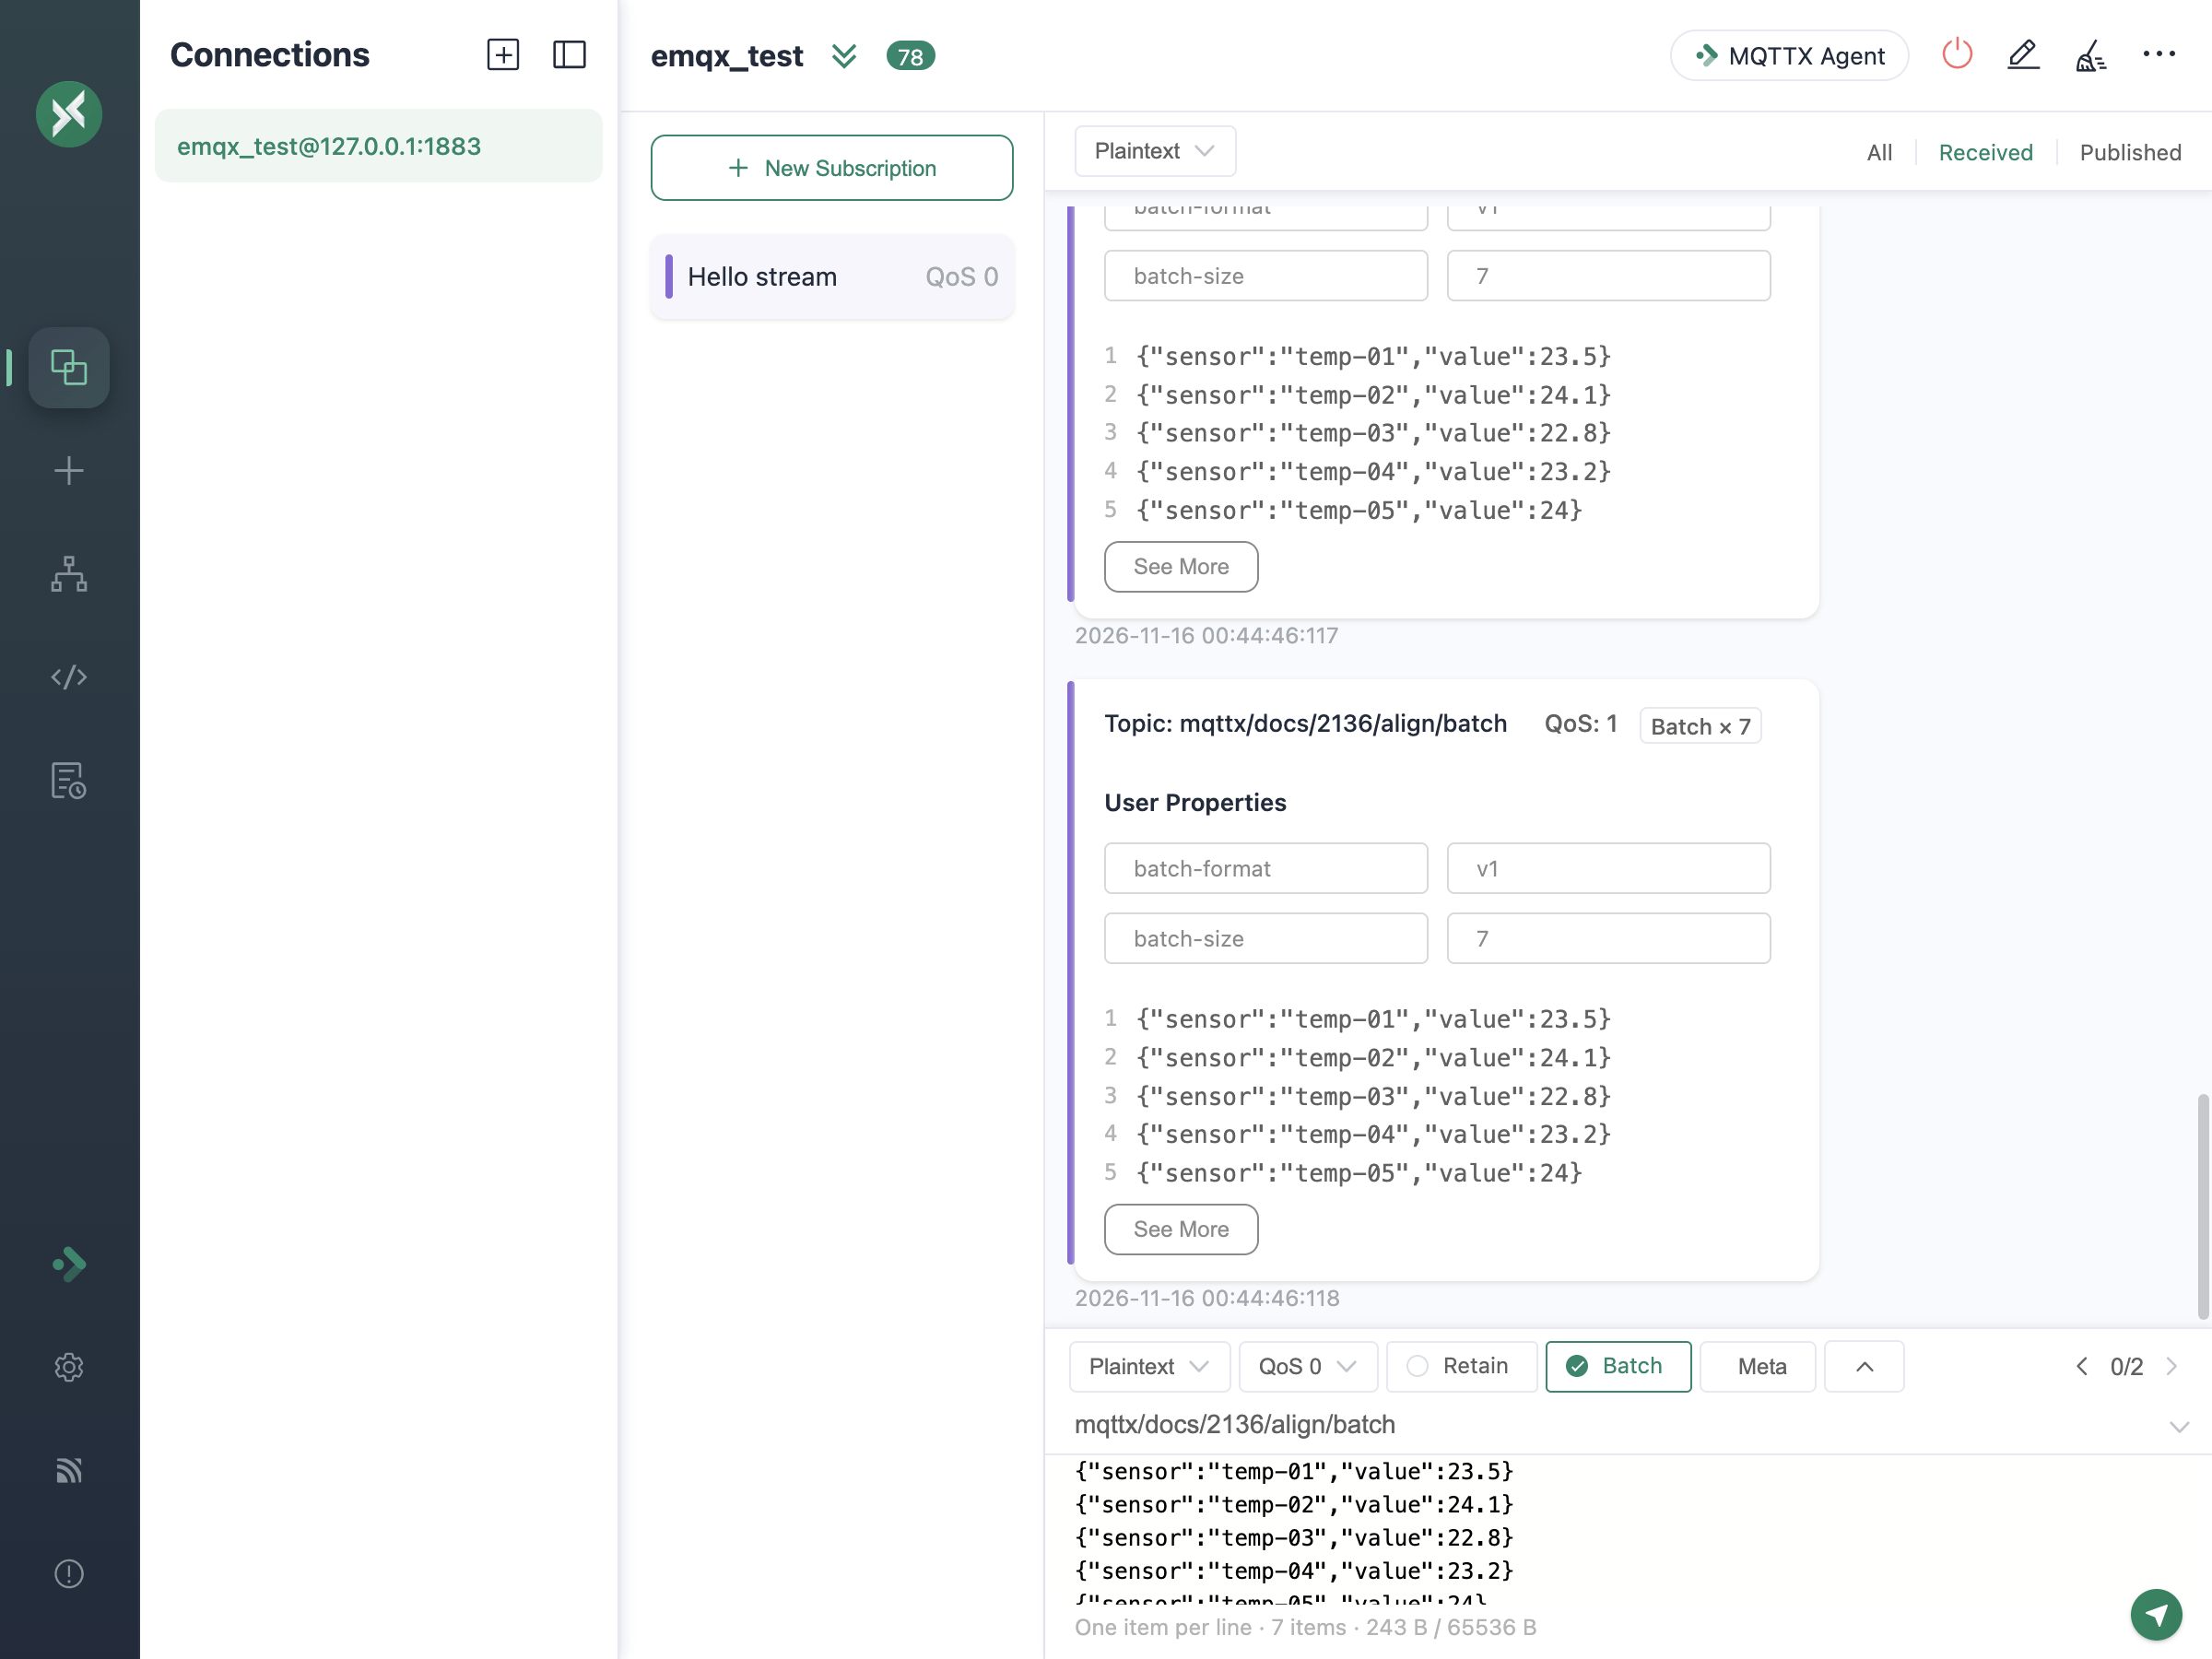 Connections
emqx_test@127.0.0.1:1883
emqx_test
78
MQTTX Agent
New Subscription
Hello stream QoS 0
Plaintext
All
Received
Published
batch-format v1
batch-size 7
1 {"sensor":"temp-01","value":23.5}
2 {"sensor":"temp-02","value":24.1}
3 {"sensor":"temp-03","value":22.8}
4 {"sensor":"temp-04","value":23.2}
5 {"sensor":"temp-05","value":24}
See More
2026-11-16 00:44:46:117
Topic: mqttx/docs/2136/align/batch QoS: 1 Batch × 7
User Properties
batch-format v1
batch-size 7
1 {"sensor":"temp-01","value":23.5}
2 {"sensor":"temp-02","value":24.1}
3 {"sensor":"temp-03","value":22.8}
4 {"sensor":"temp-04","value":23.2}
5 {"sensor":"temp-05","value":24}
See More
2026-11-16 00:44:46:118
Plaintext QoS 0 Retain Batch Meta 0/2
mqttx/docs/2136/align/batch
{"sensor":"temp-01","value":23.5}
{"sensor":"temp-02","value":24.1}
{"sensor":"temp-03","value":22.8}
{"sensor":"temp-04","value":23.2}
{"sensor":"temp-05","value":24}
One item per line · 7 items · 243 B / 65536 B